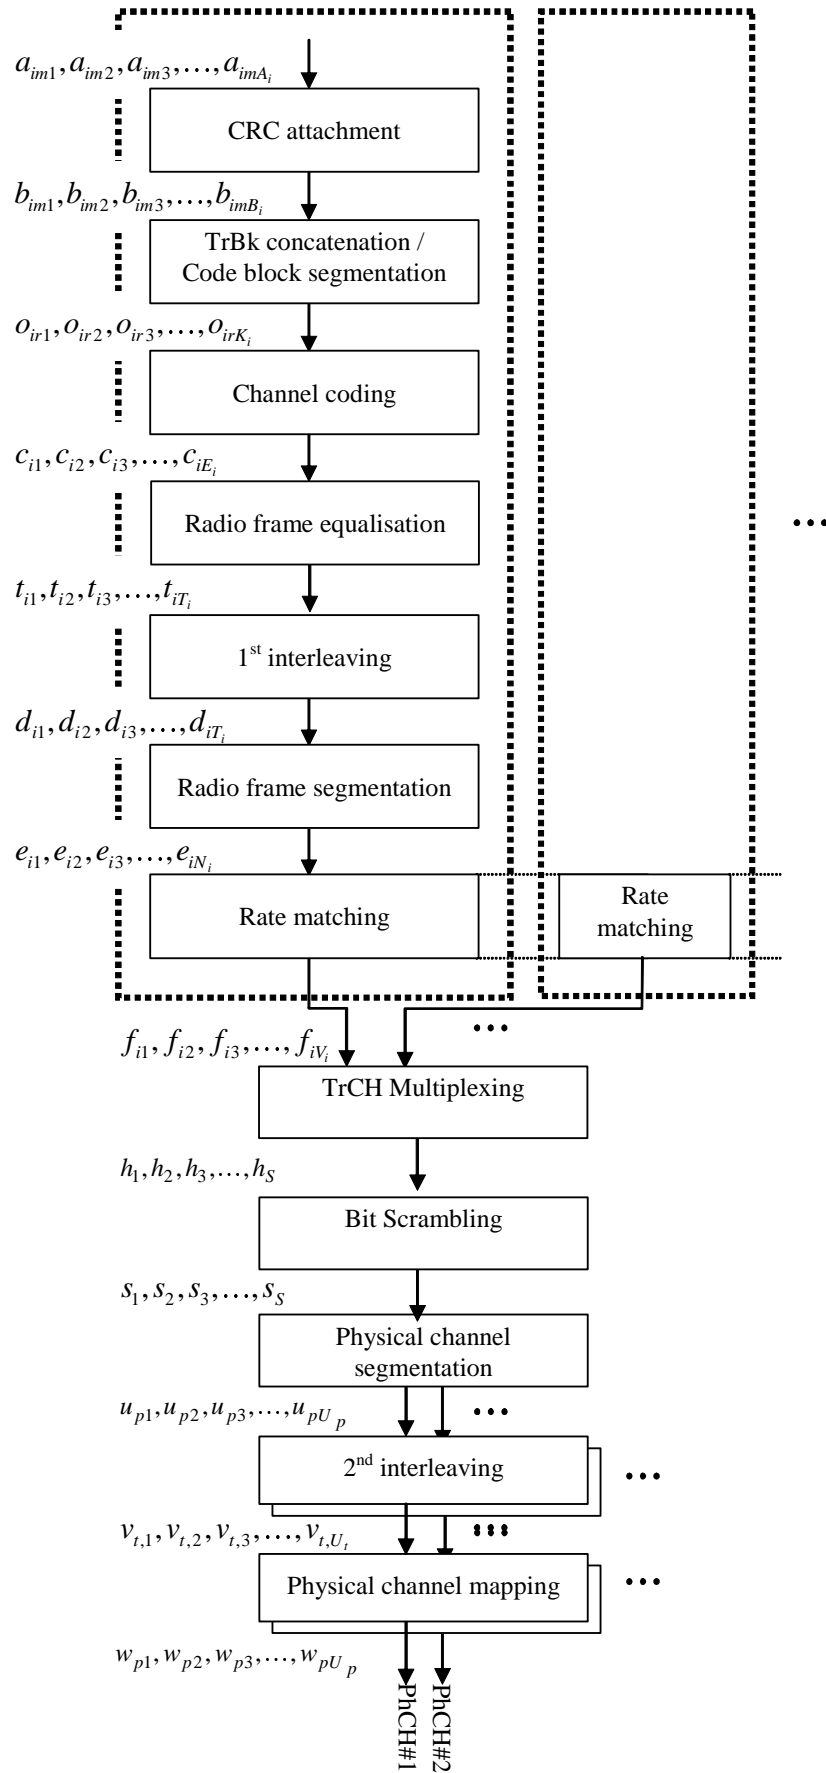 a_{im1}, a_{im2}, a_{im3}, …, a_{imA_i}
CRC attachment
b_{im1}, b_{im2}, b_{im3}, …, b_{imB_i}
TrBk concatenation /
Code block segmentation
o_{ir1}, o_{ir2}, o_{ir3}, …, o_{irK_i}
Channel coding
c_{i1}, c_{i2}, c_{i3}, …, c_{iE_i}
Radio frame equalisation
…
t_{i1}, t_{i2}, t_{i3}, …, t_{iT_i}
1^{st} interleaving
d_{i1}, d_{i2}, d_{i3}, …, d_{iT_i}
Radio frame segmentation
e_{i1}, e_{i2}, e_{i3}, …, e_{iN_i}
Rate matching
Rate
matching
…
f_{i1}, f_{i2}, f_{i3}, …, f_{iV_i}
TrCH Multiplexing
h_1, h_2, h_3, …, h_S
Bit Scrambling
s_1, s_2, s_3, …, s_S
Physical channel
segmentation
u_{p1}, u_{p2}, u_{p3}, …, u_{pU_p}
…
2^{nd} interleaving
…
v_{t,1}, v_{t,2}, v_{t,3}, …, v_{t,U_t}
…
Physical channel mapping
…
w_{p1}, w_{p2}, w_{p3}, …, w_{pU_p}
PhCH#1
PhCH#2